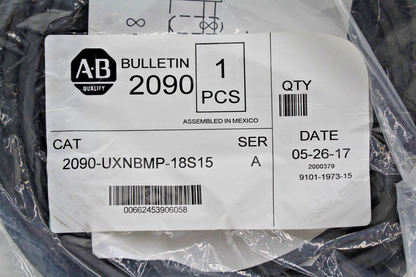 ∞
∞
A-B
QUALITY
BULLETIN
2090
1
PCS
QTY
ASSEMBLED IN MEXICO
CAT
SER
DATE
2090-UXNBMP-18S15
A
05-26-17
2000379
9101-1973-15
00662453906058